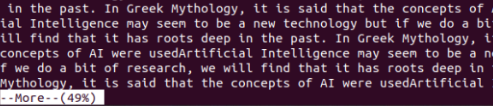 in the past. In Greek Mythology, it is said that the concepts of
ial Intelligence may seem to be a new technology but if we do a bi
ill find that it has roots deep in the past. In Greek Mythology, i
concepts of AI were usedArtificial Intelligence may seem to be a n
f we do a bit of research, we will find that it has roots deep in
Mythology, it is said that the concepts of AI were usedArtificial
--More--(49%)